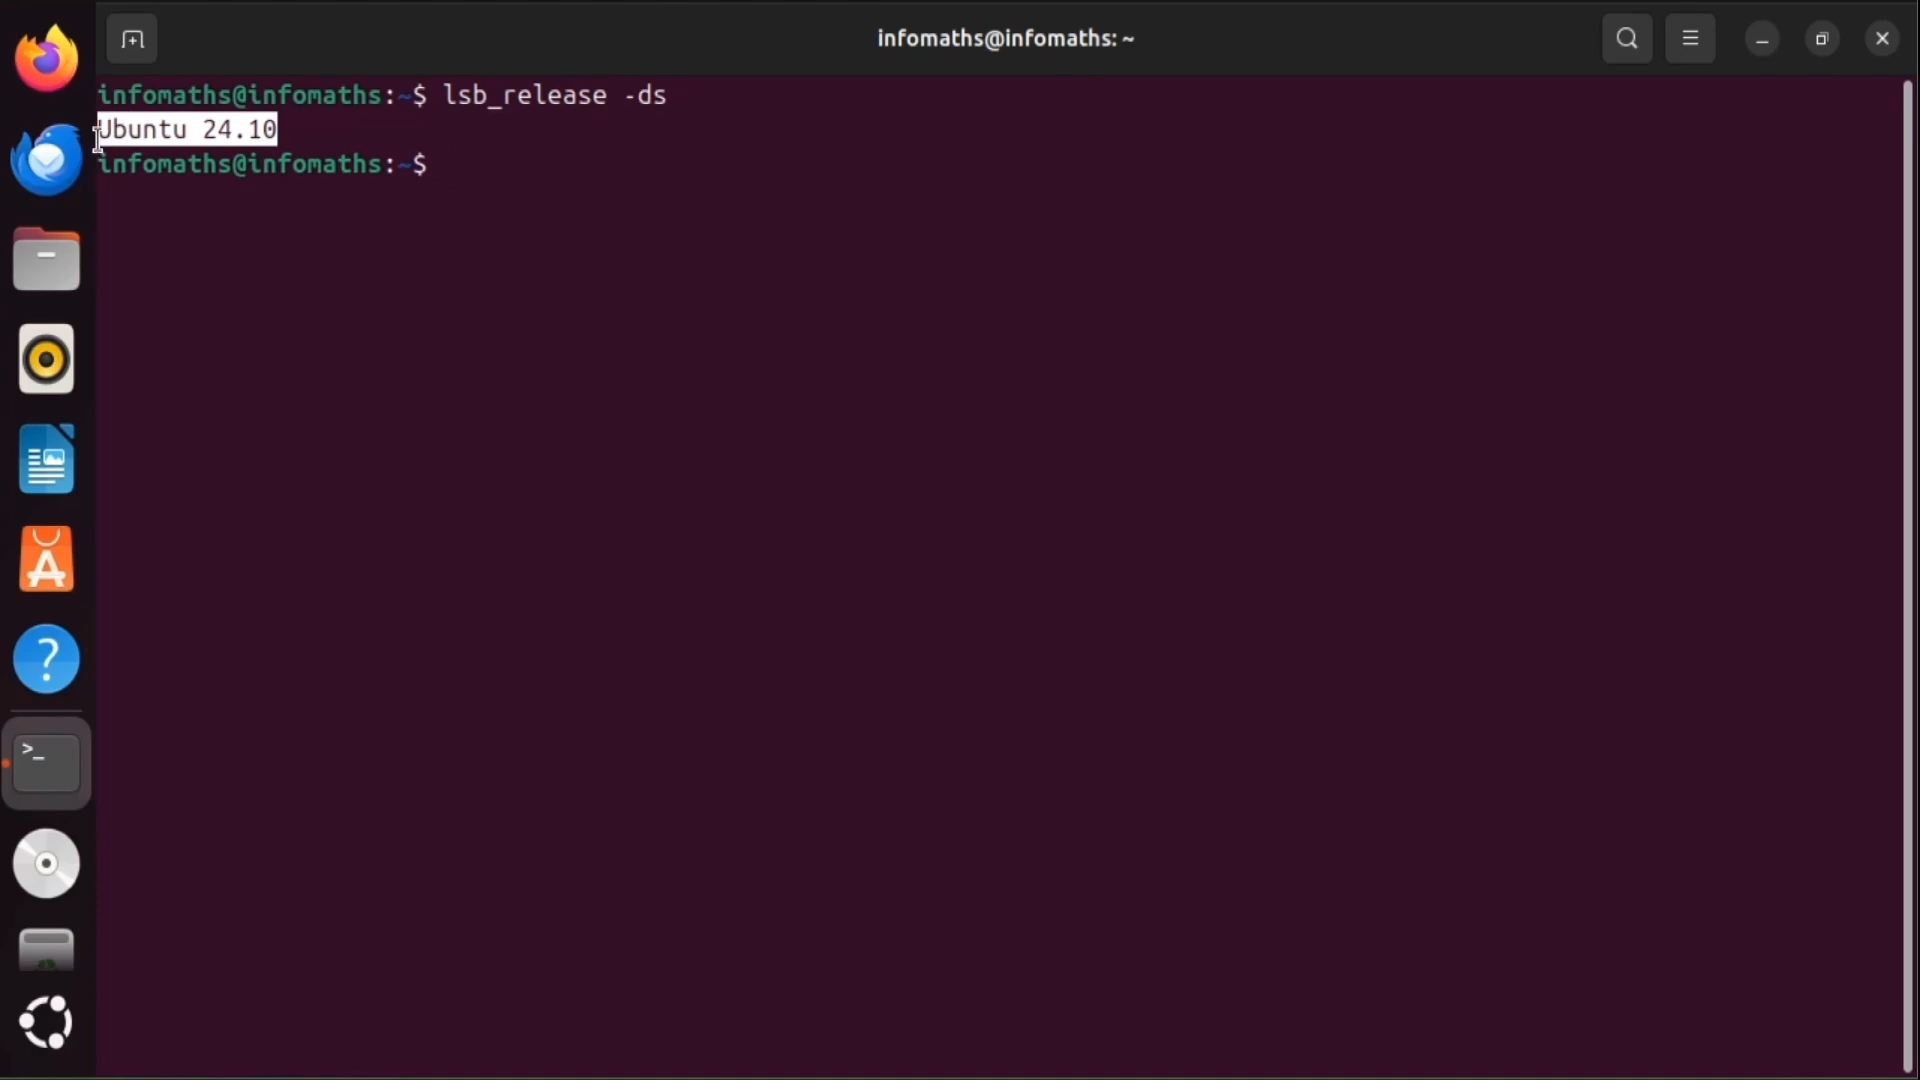 infomaths@infomaths: ~
infomaths@infomaths:~$ lsb_release -ds
Ubuntu 24.10
infomaths@infomaths:~$